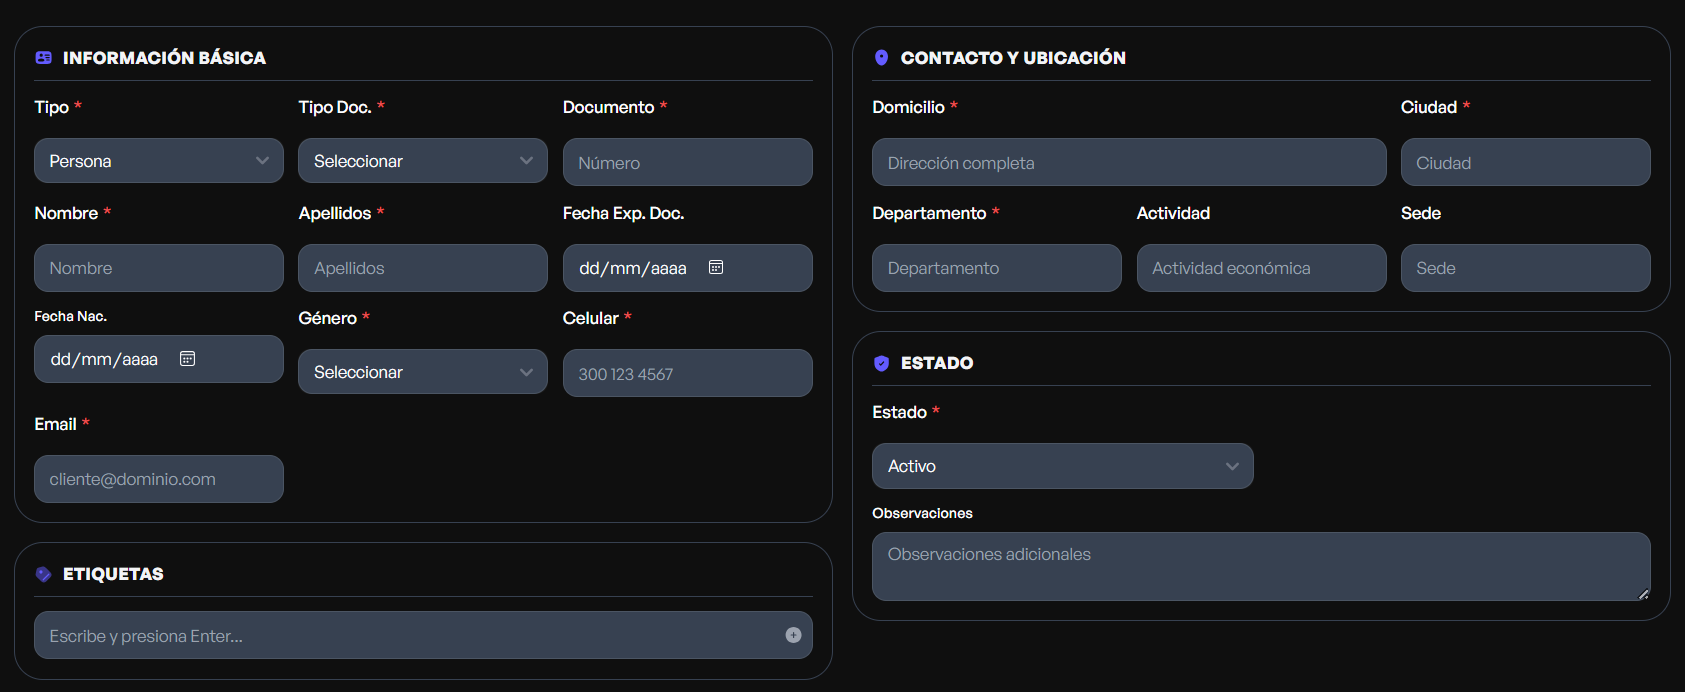 INFORMACIÓN BÁSICA
Tipo * Tipo Doc. * Documento *
Persona Seleccionar Número
Nombre * Apellidos * Fecha Exp. Doc.
Nombre Apellidos dd/mm/aaaa
Fecha Nac. Género * Celular *
dd/mm/aaaa Seleccionar 300 123 4567
Email *
cliente@dominio.com
ETIQUETAS
Escribe y presiona Enter...
CONTACTO Y UBICACIÓN
Domicilio * Ciudad *
Dirección completa Ciudad
Departamento * Actividad Sede
Departamento Actividad económica Sede
ESTADO
Estado *
Activo
Observaciones
Observaciones adicionales